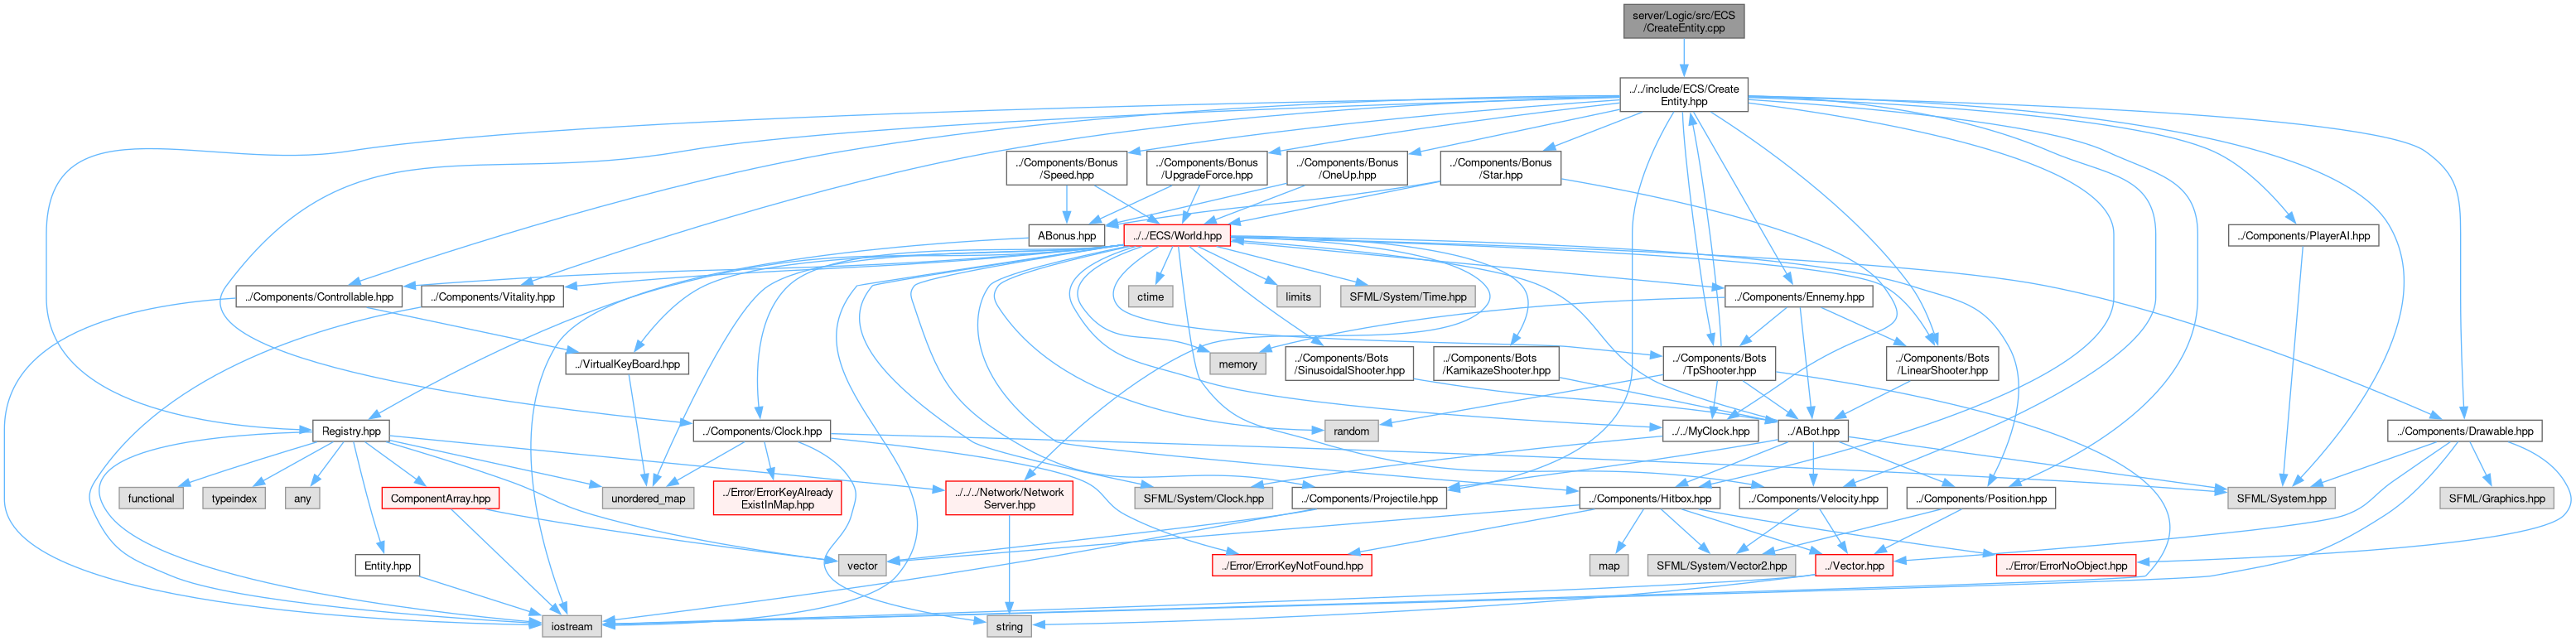 server/Logic/src/ECS
/CreateEntity.cpp
../../include/ECS/Create
Entity.hpp
../Components/Bonus
/Speed.hpp
../Components/Bonus
/UpgradeForce.hpp
../Components/Bonus
/OneUp.hpp
../Components/Bonus
/Star.hpp
ABonus.hpp
../../ECS/World.hpp
../Components/PlayerAI.hpp
../Components/Controllable.hpp
../Components/Vitality.hpp
ctime
limits
SFML/System/Time.hpp
../Components/Ennemy.hpp
../VirtualKeyBoard.hpp
memory
../Components/Bots
/SinusoidalShooter.hpp
../Components/Bots
/KamikazeShooter.hpp
../Components/Bots
/TpShooter.hpp
../Components/Bots
/LinearShooter.hpp
Registry.hpp
../Components/Clock.hpp
random
../../MyClock.hpp
../ABot.hpp
../Components/Drawable.hpp
functional
typeindex
any
ComponentArray.hpp
unordered_map
../Error/ErrorKeyAlready
ExistInMap.hpp
../../../Network/Network
Server.hpp
SFML/System/Clock.hpp
../Components/Projectile.hpp
../Components/Hitbox.hpp
../Components/Velocity.hpp
../Components/Position.hpp
SFML/System.hpp
SFML/Graphics.hpp
Entity.hpp
vector
../Error/ErrorKeyNotFound.hpp
map
SFML/System/Vector2.hpp
../Vector.hpp
../Error/ErrorNoObject.hpp
iostream
string